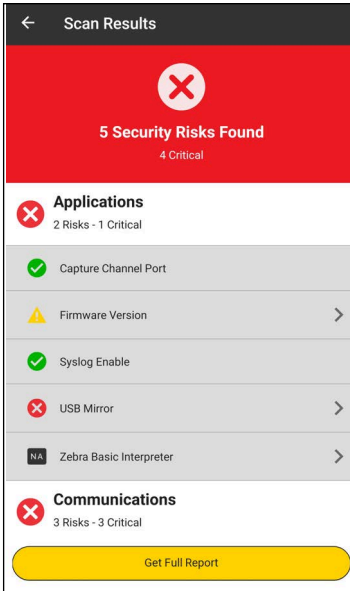 Scan Results
5 Security Risks Found
4 Critical
Applications
2 Risks - 1 Critical
Capture Channel Port
Firmware Version
Syslog Enable
USB Mirror
NA Zebra Basic Interpreter
Communications
3 Risks - 3 Critical
Get Full Report